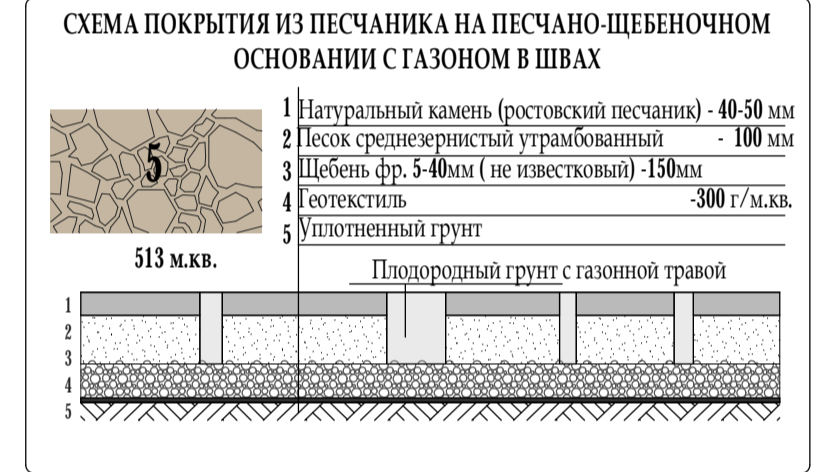 СХЕМА ПОКРЫТИЯ ИЗ ПЕСЧАНИКА НА ПЕСЧАНО-ЩЕБЕНОЧНОМ
ОСНОВАНИИ С ГАЗОНОМ В ШВАХ
5
513 м.кв.
1 Натуральный камень (ростовский песчаник) - 40-50 мм
2 Песок среднезернистый утрамбованный - 100 мм
3 Щебень фр. 5-40мм ( не известковый) -150мм
4 Геотекстиль -300 г/м.кв.
5 Уплотненный грунт
Плодородный грунт с газонной травой
1
2
3
4
5